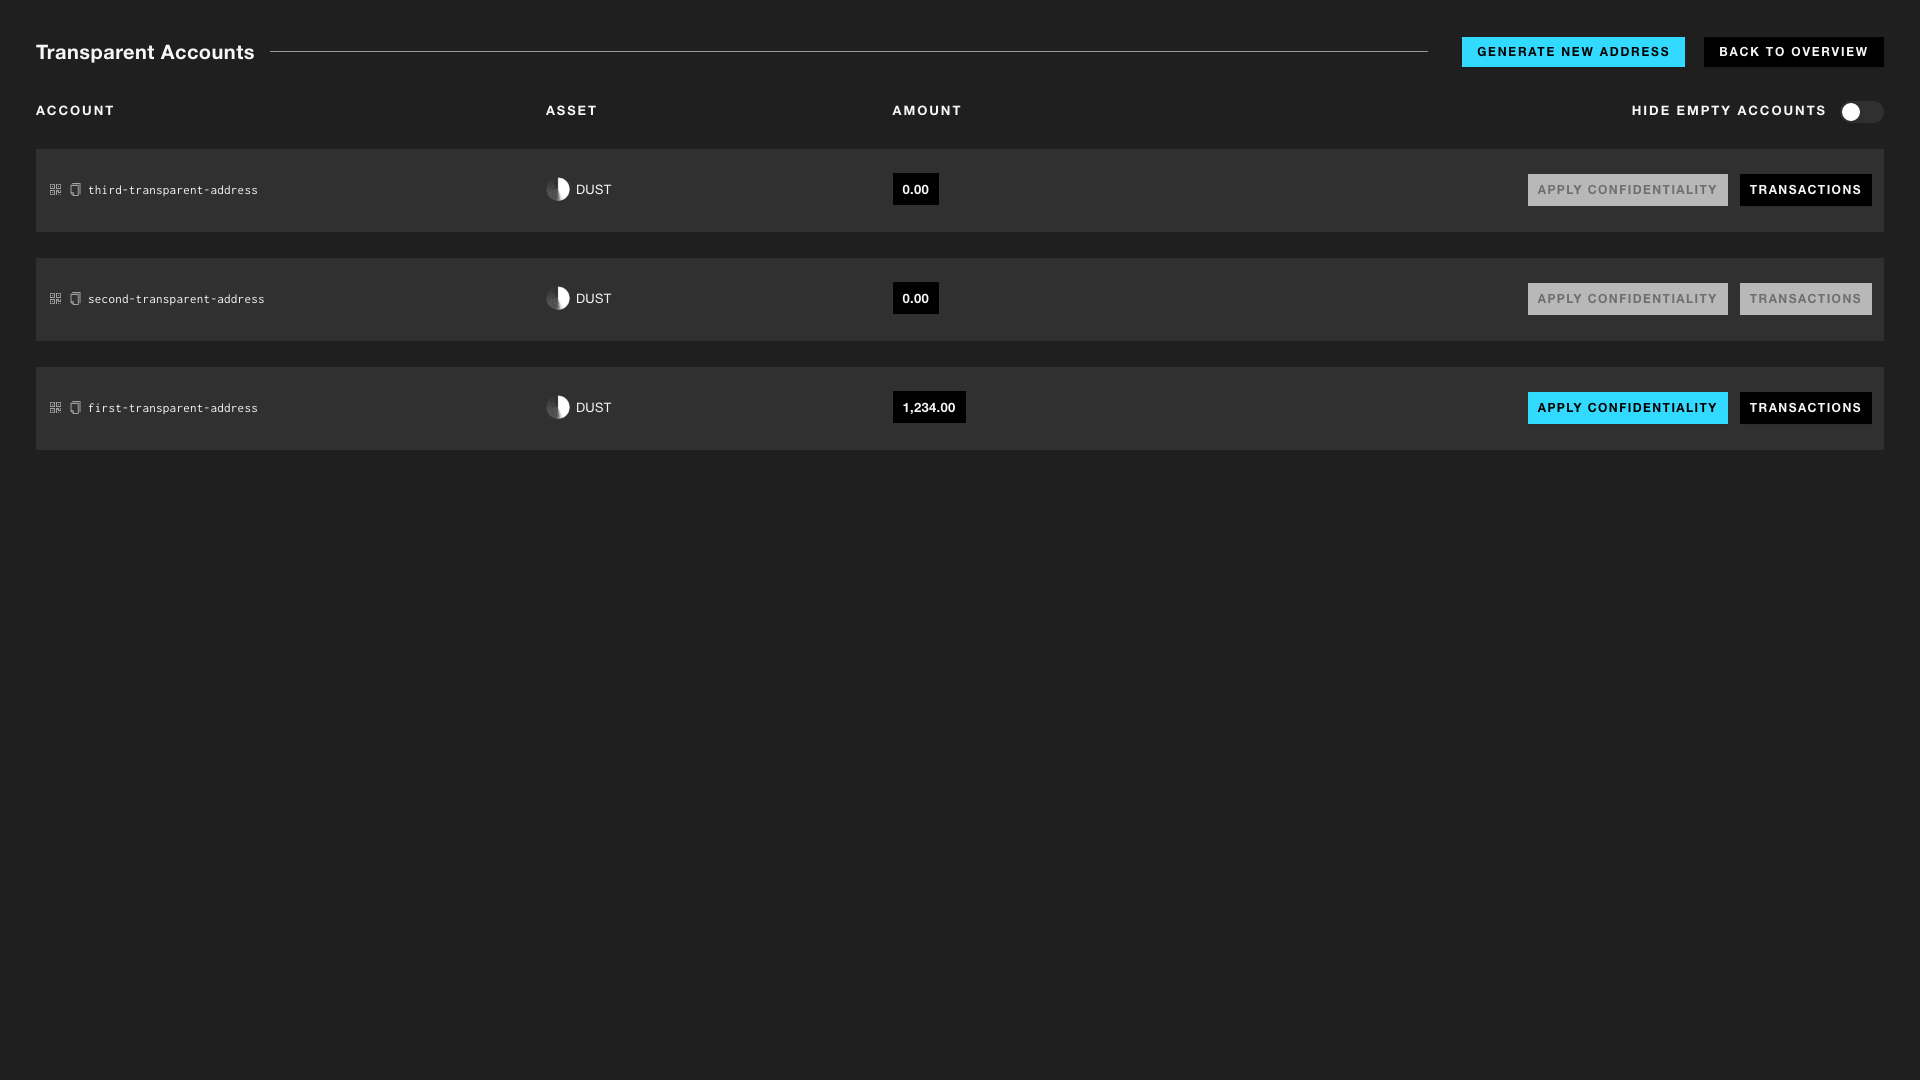 Transparent Accounts
GENERATE NEW ADDRESS
BACK TO OVERVIEW
ACCOUNT
ASSET
AMOUNT
HIDE EMPTY ACCOUNTS
third-transparent-address
DUST
0.00
APPLY CONFIDENTIALITY
TRANSACTIONS
second-transparent-address
DUST
0.00
APPLY CONFIDENTIALITY
TRANSACTIONS
first-transparent-address
DUST
1,234.00
APPLY CONFIDENTIALITY
TRANSACTIONS